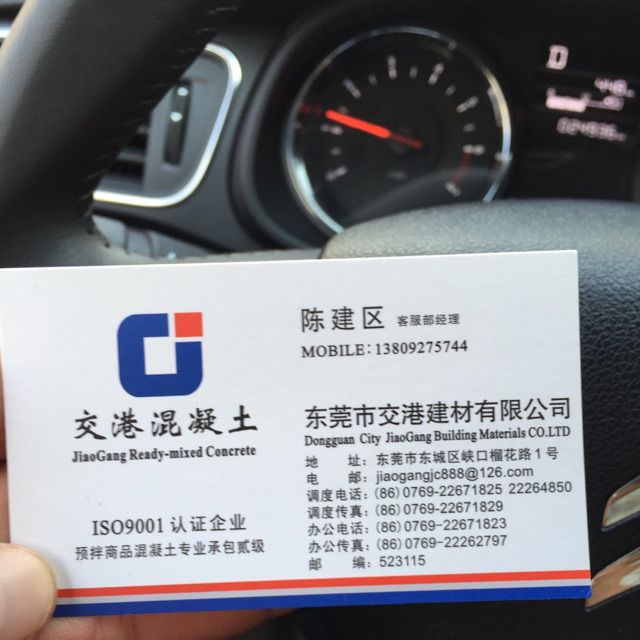 D
交港混凝土
JiaoGang Ready-mixed Concrete
ISO9001 认证企业
预拌商品混凝土专业承包贰级
陈建区 客服部经理
MOBILE: 13809275744
东莞市交港建材有限公司
Dongguan City JiaoGang Building Materials CO.LTD
地 址: 东莞市东城区峡口榴花路1号
电 邮: jiaogangjc888@126.com
调度电话: (86) 0769-22671825 22264850
调度传真: (86) 0769-22671829
办公电话: (86) 0769-22671823
办公传真: (86) 0769-22262797
邮 编: 523115